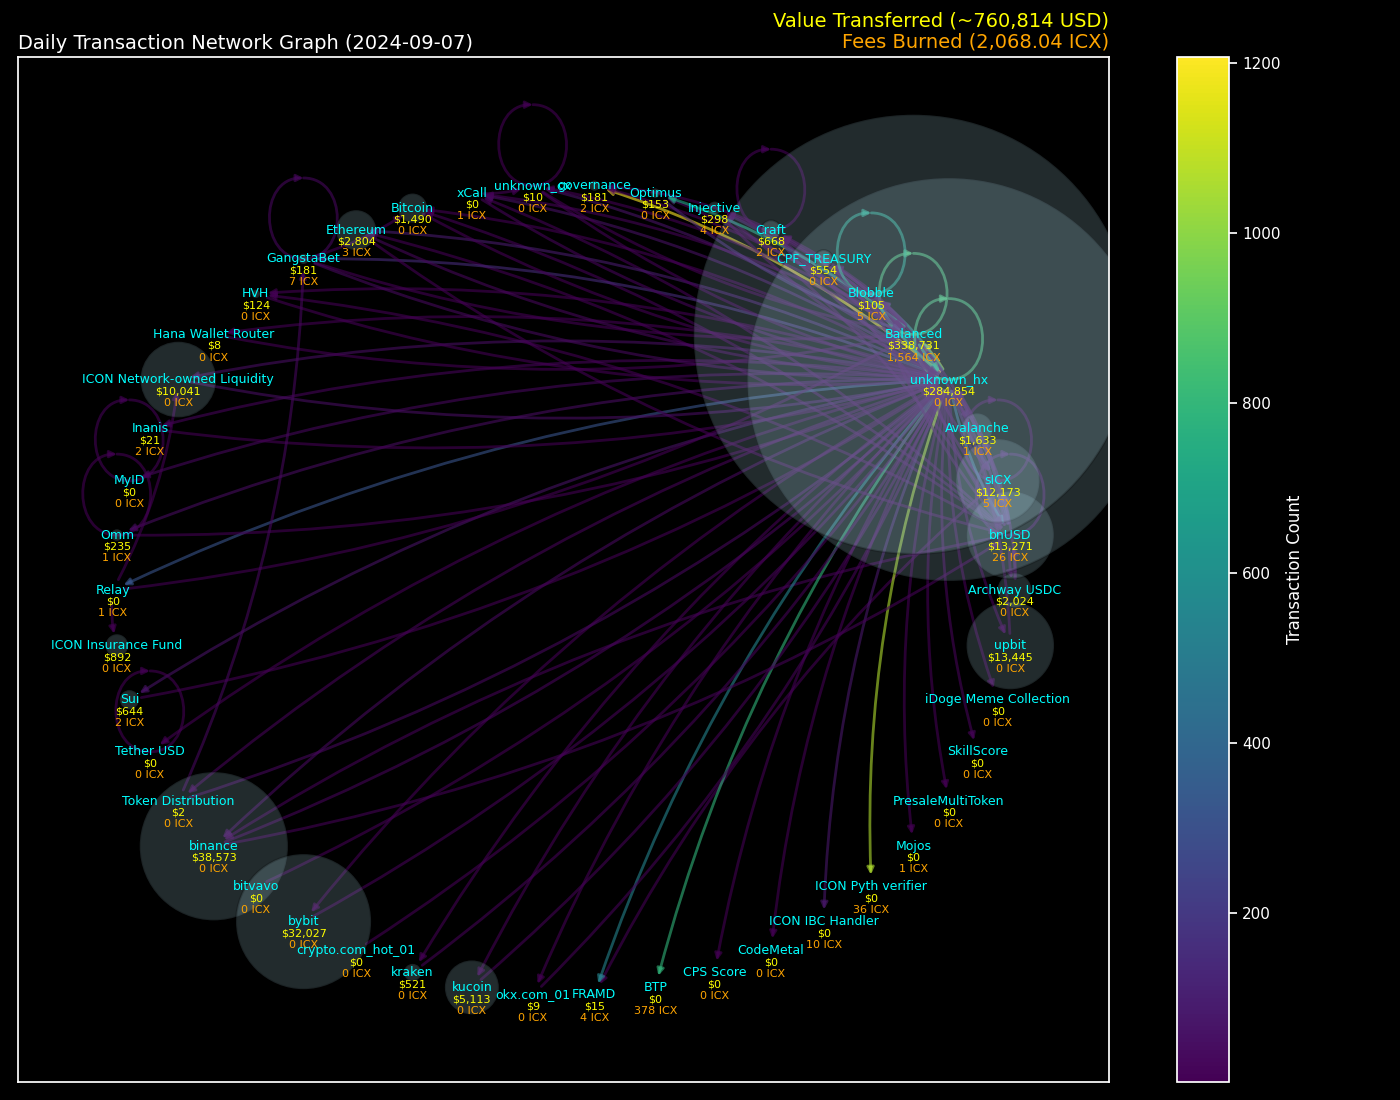 Value Transferred (~760,814 USD)
Daily Transaction Network Graph (2024-09-07)
Fees Burned (2,068.04 ICX)
unknown_cx
$10
0 ICX
governance
$181
2 ICX
xCall
$0
1 ICX
Optimus
$153
0 ICX
Bitcoin
$1,490
0 ICX
Injective
$298
4 ICX
Ethereum
$2,804
3 ICX
Craft
$668
2 ICX
GangstaBet
$181
7 ICX
CPF_TREASURY
$554
0 ICX
HVH
$124
0 ICX
Blobble
$105
5 ICX
Hana Wallet Router
$8
0 ICX
Balanced
$338,731
1,564 ICX
ICON Network-owned Liquidity
$10,041
0 ICX
unknown_hx
$284,854
0 ICX
Inanis
$21
2 ICX
Avalanche
$1,633
1 ICX
MyID
$0
0 ICX
sICX
$12,173
5 ICX
Omm
$235
1 ICX
bnUSD
$13,271
26 ICX
Relay
$0
1 ICX
Archway USDC
$2,024
0 ICX
ICON Insurance Fund
$892
0 ICX
upbit
$13,445
0 ICX
Sui
$644
2 ICX
iDoge Meme Collection
$0
0 ICX
Tether USD
$0
0 ICX
SkillScore
$0
0 ICX
Token Distribution
$2
0 ICX
PresaleMultiToken
$0
0 ICX
binance
$38,573
0 ICX
Mojos
$0
1 ICX
bitvavo
$0
0 ICX
ICON Pyth verifier
$0
36 ICX
bybit
$32,027
0 ICX
ICON IBC Handler
$0
10 ICX
crypto.com_hot_01
$0
0 ICX
CodeMetal
$0
0 ICX
kraken
$521
0 ICX
CPS Score
$0
0 ICX
kucoin
$5,113
0 ICX
okx.com_01
$9
0 ICX
FRAMD
$15
4 ICX
BTP
$0
378 ICX
1200
1000
800
600
400
200
Transaction Count